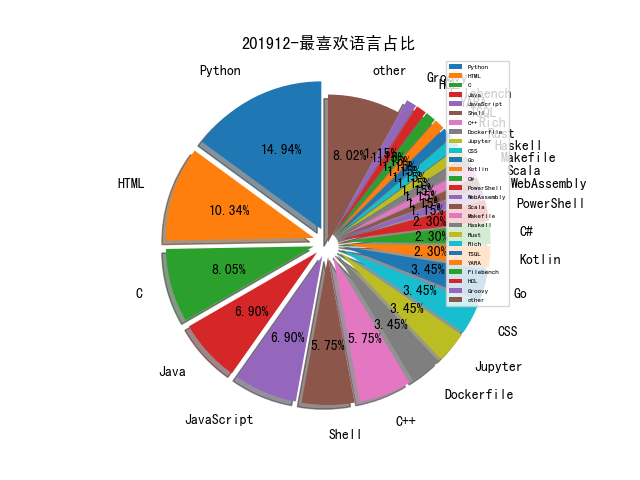 201912-最喜欢语言占比
Python
HTML
C
Java
JavaScript
Shell
C++
Dockerfile
Jupyter
CSS
Go
Kotlin
C#
PowerShell
WebAssembly
Scala
Makefile
Haskell
Rust
Rich
other
14.94%
10.34%
8.05%
6.90%
6.90%
5.75%
5.75%
3.45%
3.45%
3.45%
3.45%
2.30%
2.30%
2.30%
1.15%
8.02%
Python
HTML
C
Java
JavaScript
Shell
C++
Dockerfile
Jupyter
CSS
Go
Kotlin
C#
PowerShell
WebAssembly
Scala
Makefile
Haskell
Rust
Rich
TSQL
YARA
Filebench
HCL
Groovy
other